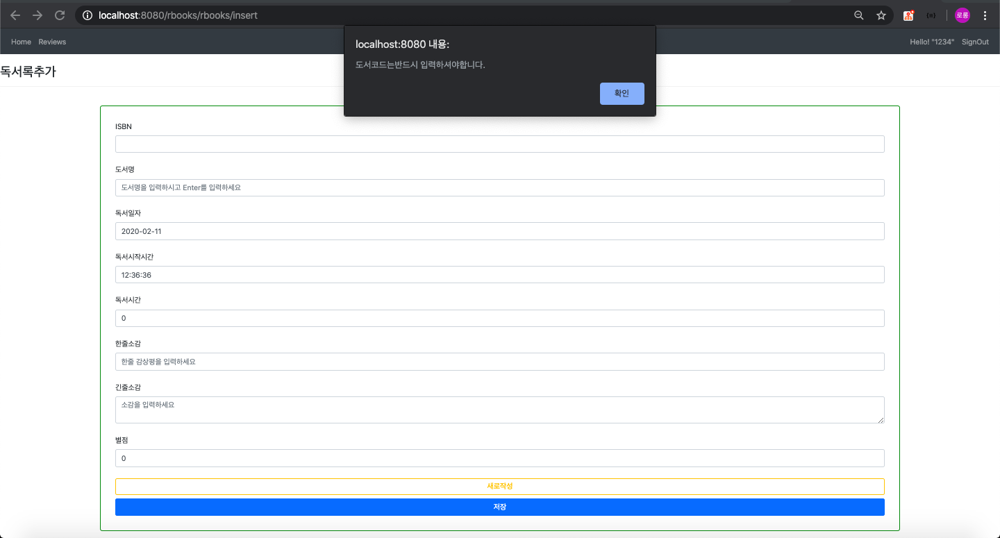 localhost:8080/rbooks/rbooks/insert
로롱
Home Reviews
Hello! "1234" SignOut
localhost:8080 내용:
도서코드는반드시 입력하셔야합니다.
확인
독서록추가
ISBN
도서명
도서명을 입력하시고 Enter를 입력하세요
독서일자
2020-02-11
독서시작시간
12:36:36
독서시간
0
한줄소감
한줄 감상평을 입력하세요
긴줄소감
소감을 입력하세요
별점
0
새로작성
저장